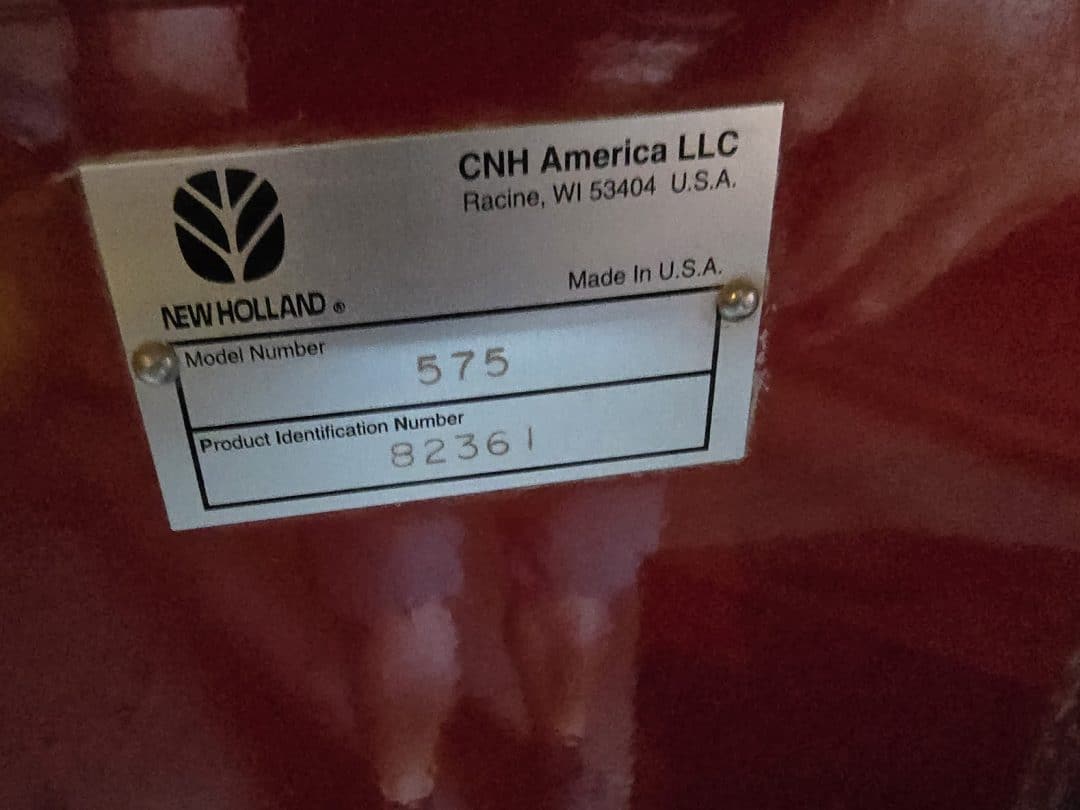 CNH America LLC
Racine, WI 53404 U.S.A.
Made In U.S.A.
NEW HOLLAND ®
Model Number
575
Product Identification Number
82361